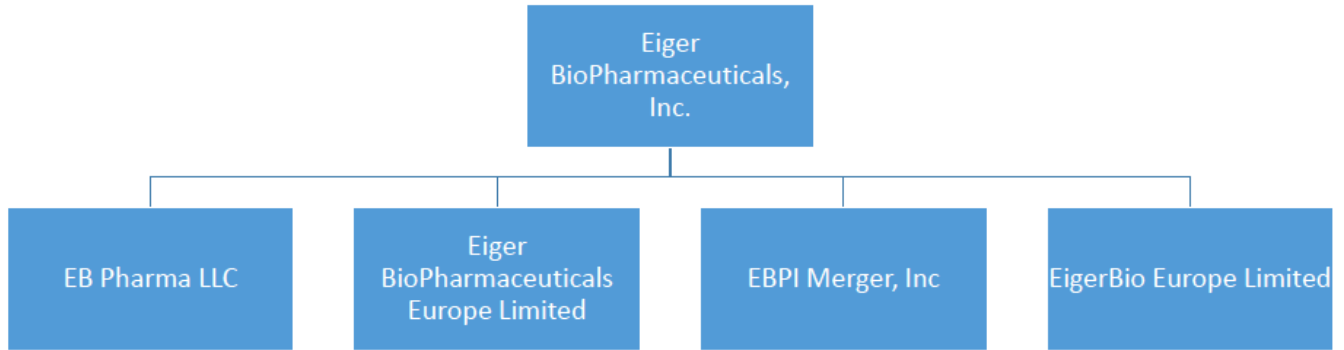 Eiger
BioPharmaceuticals,
Inc.
EB Pharma LLC
Eiger
BioPharmaceuticals
Europe Limited
EBPI Merger, Inc
EigerBio Europe Limited